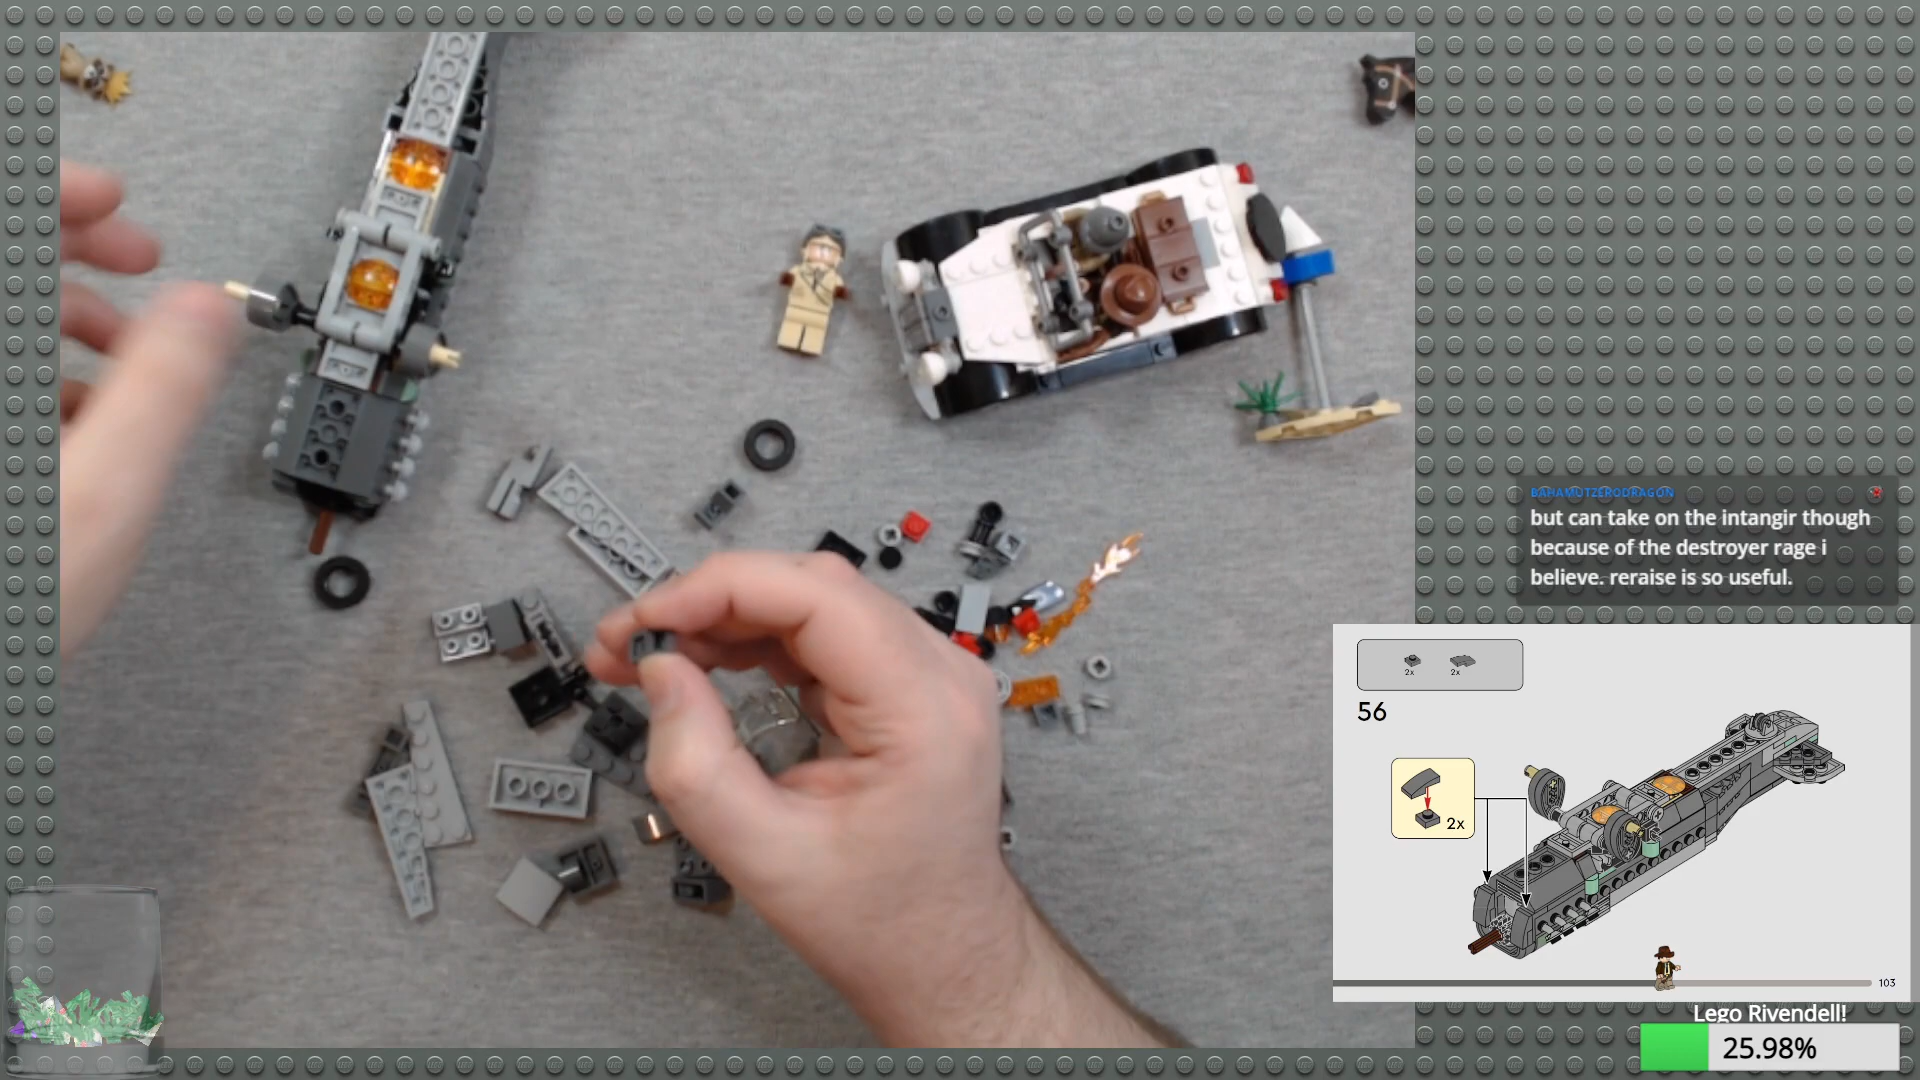 BAHAMUTZERODRAGON
but can take on the intangir though
because of the destroyer rage i
believe. reraise is so useful.
2x
2x
56
2x
103
Lego Rivendell!
25.98%